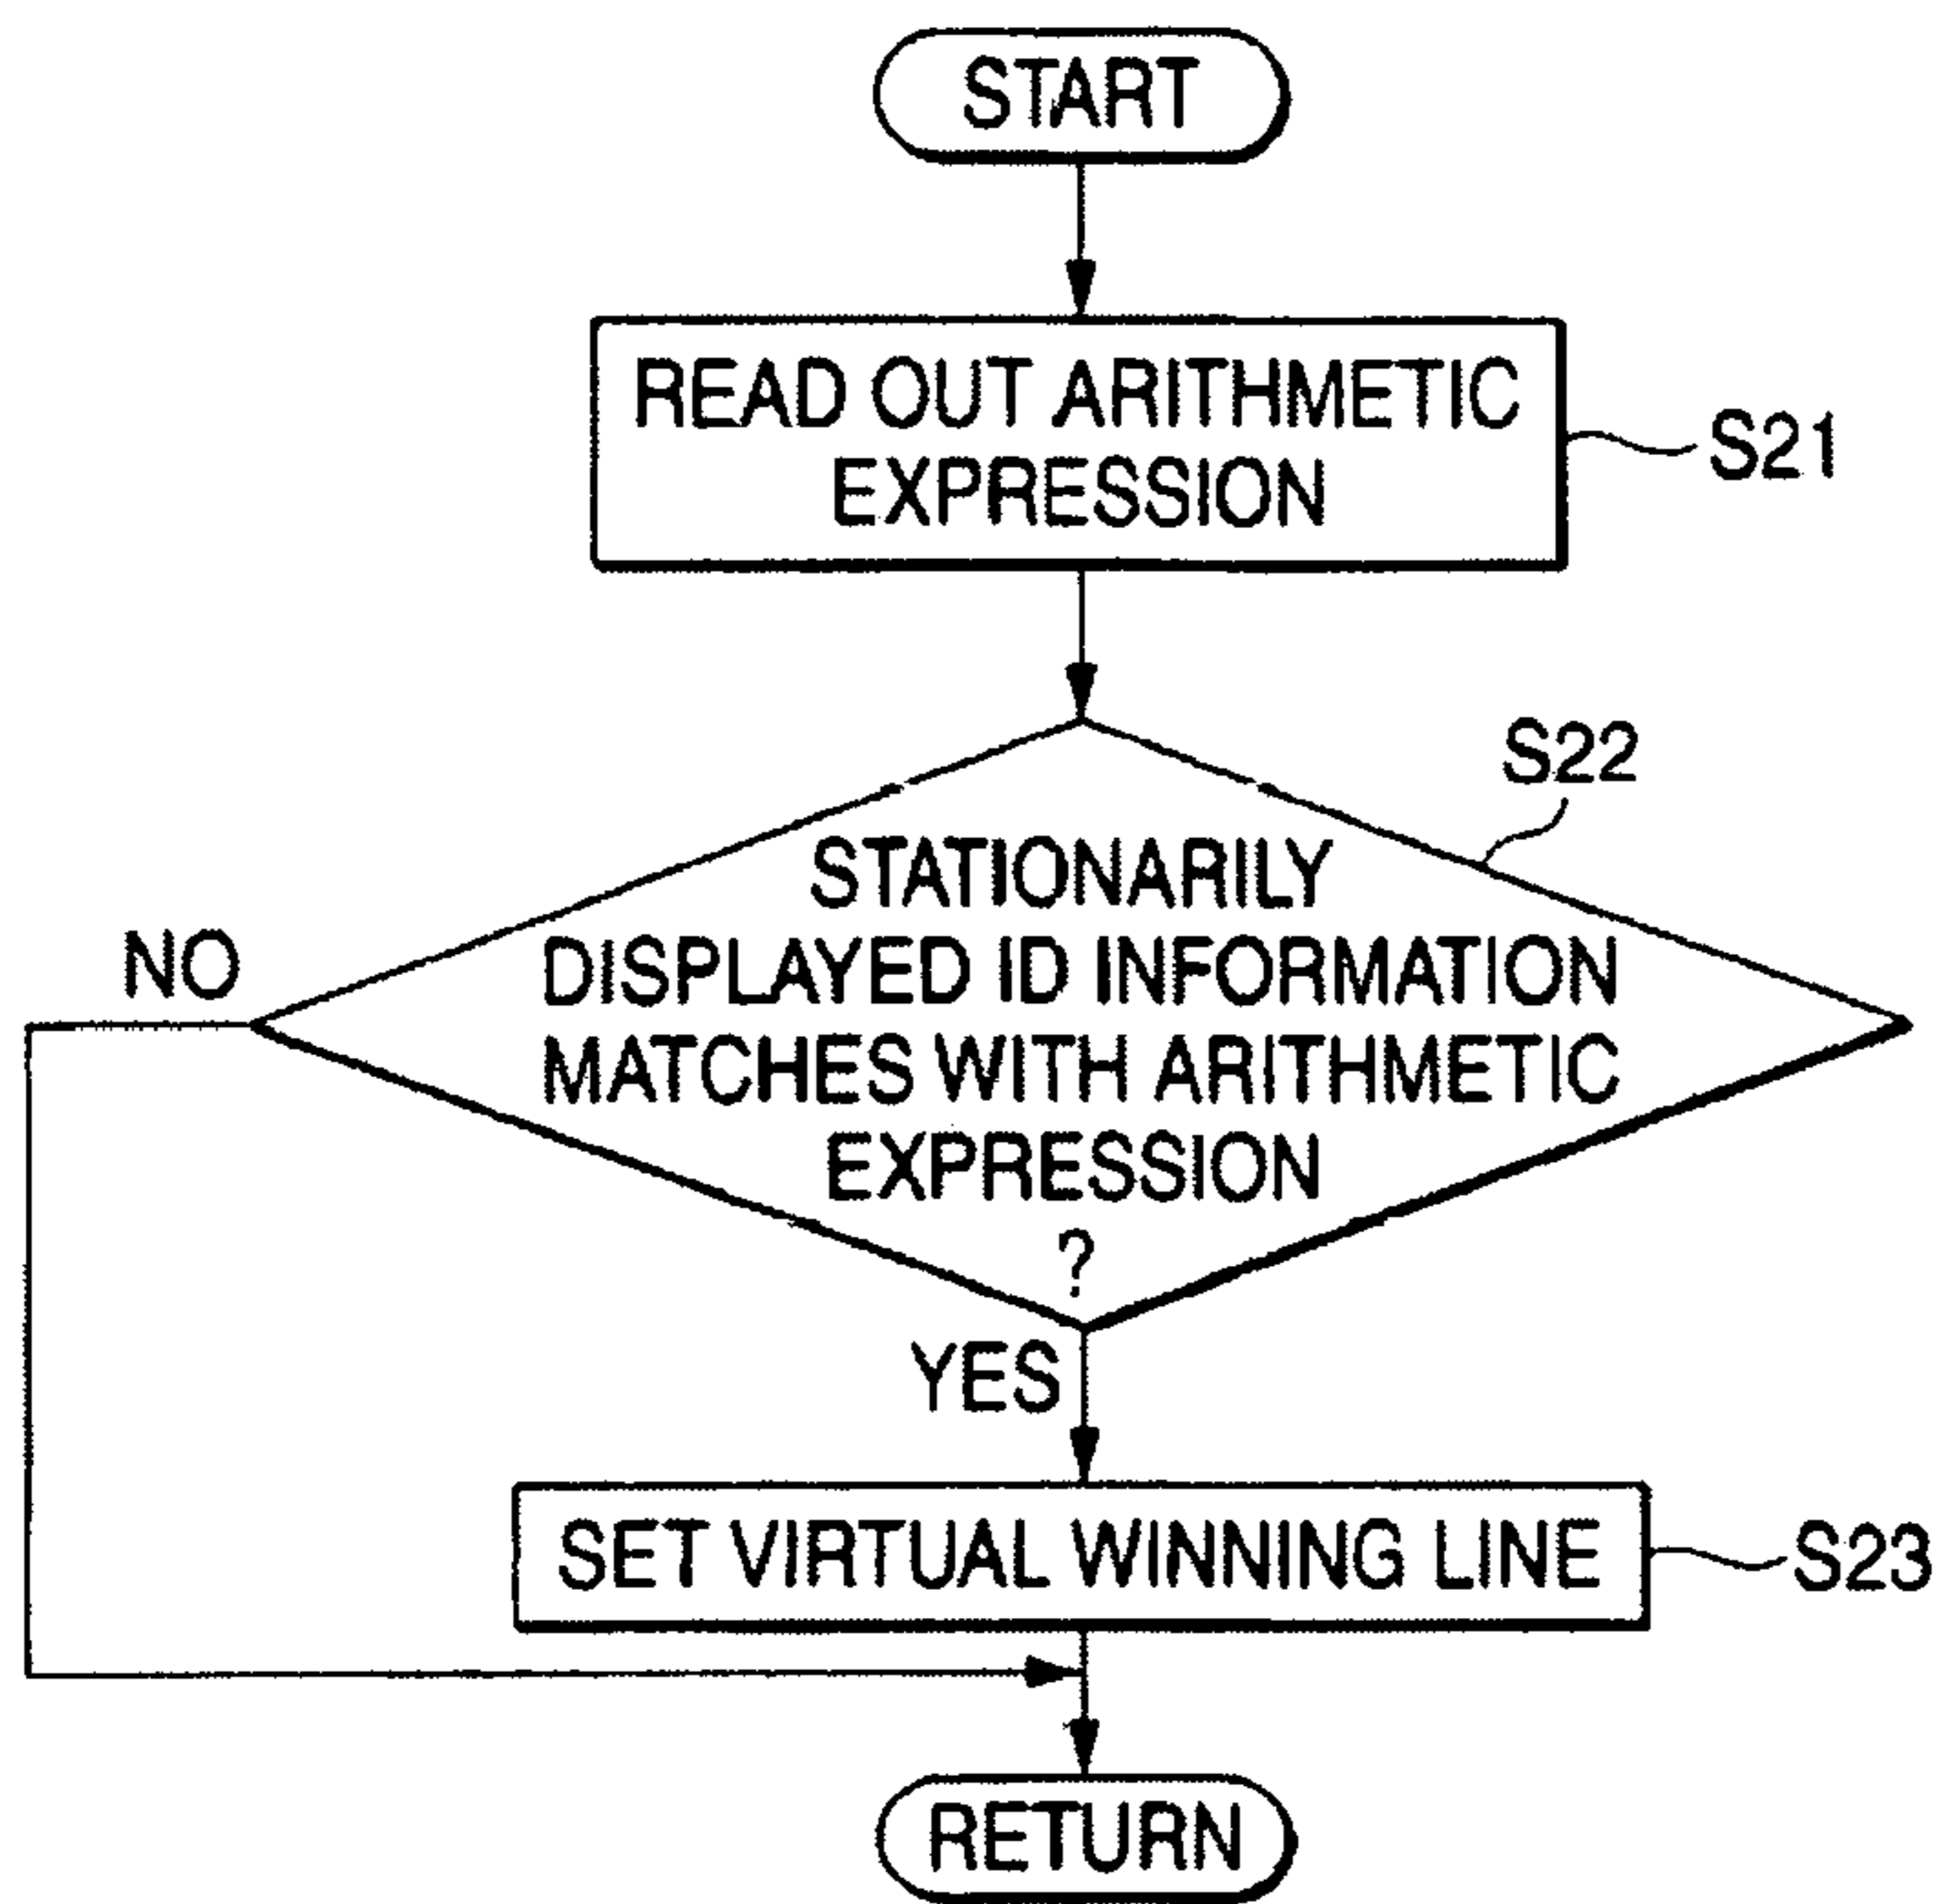 START
READ OUT ARITHMETIC
EXPRESSION
S21
S22
STATIONARILY
DISPLAYED ID INFORMATION
MATCHES WITH ARITHMETIC
EXPRESSION
?
NO
YES
SET VIRTUAL WINNING LINE
S23
RETURN